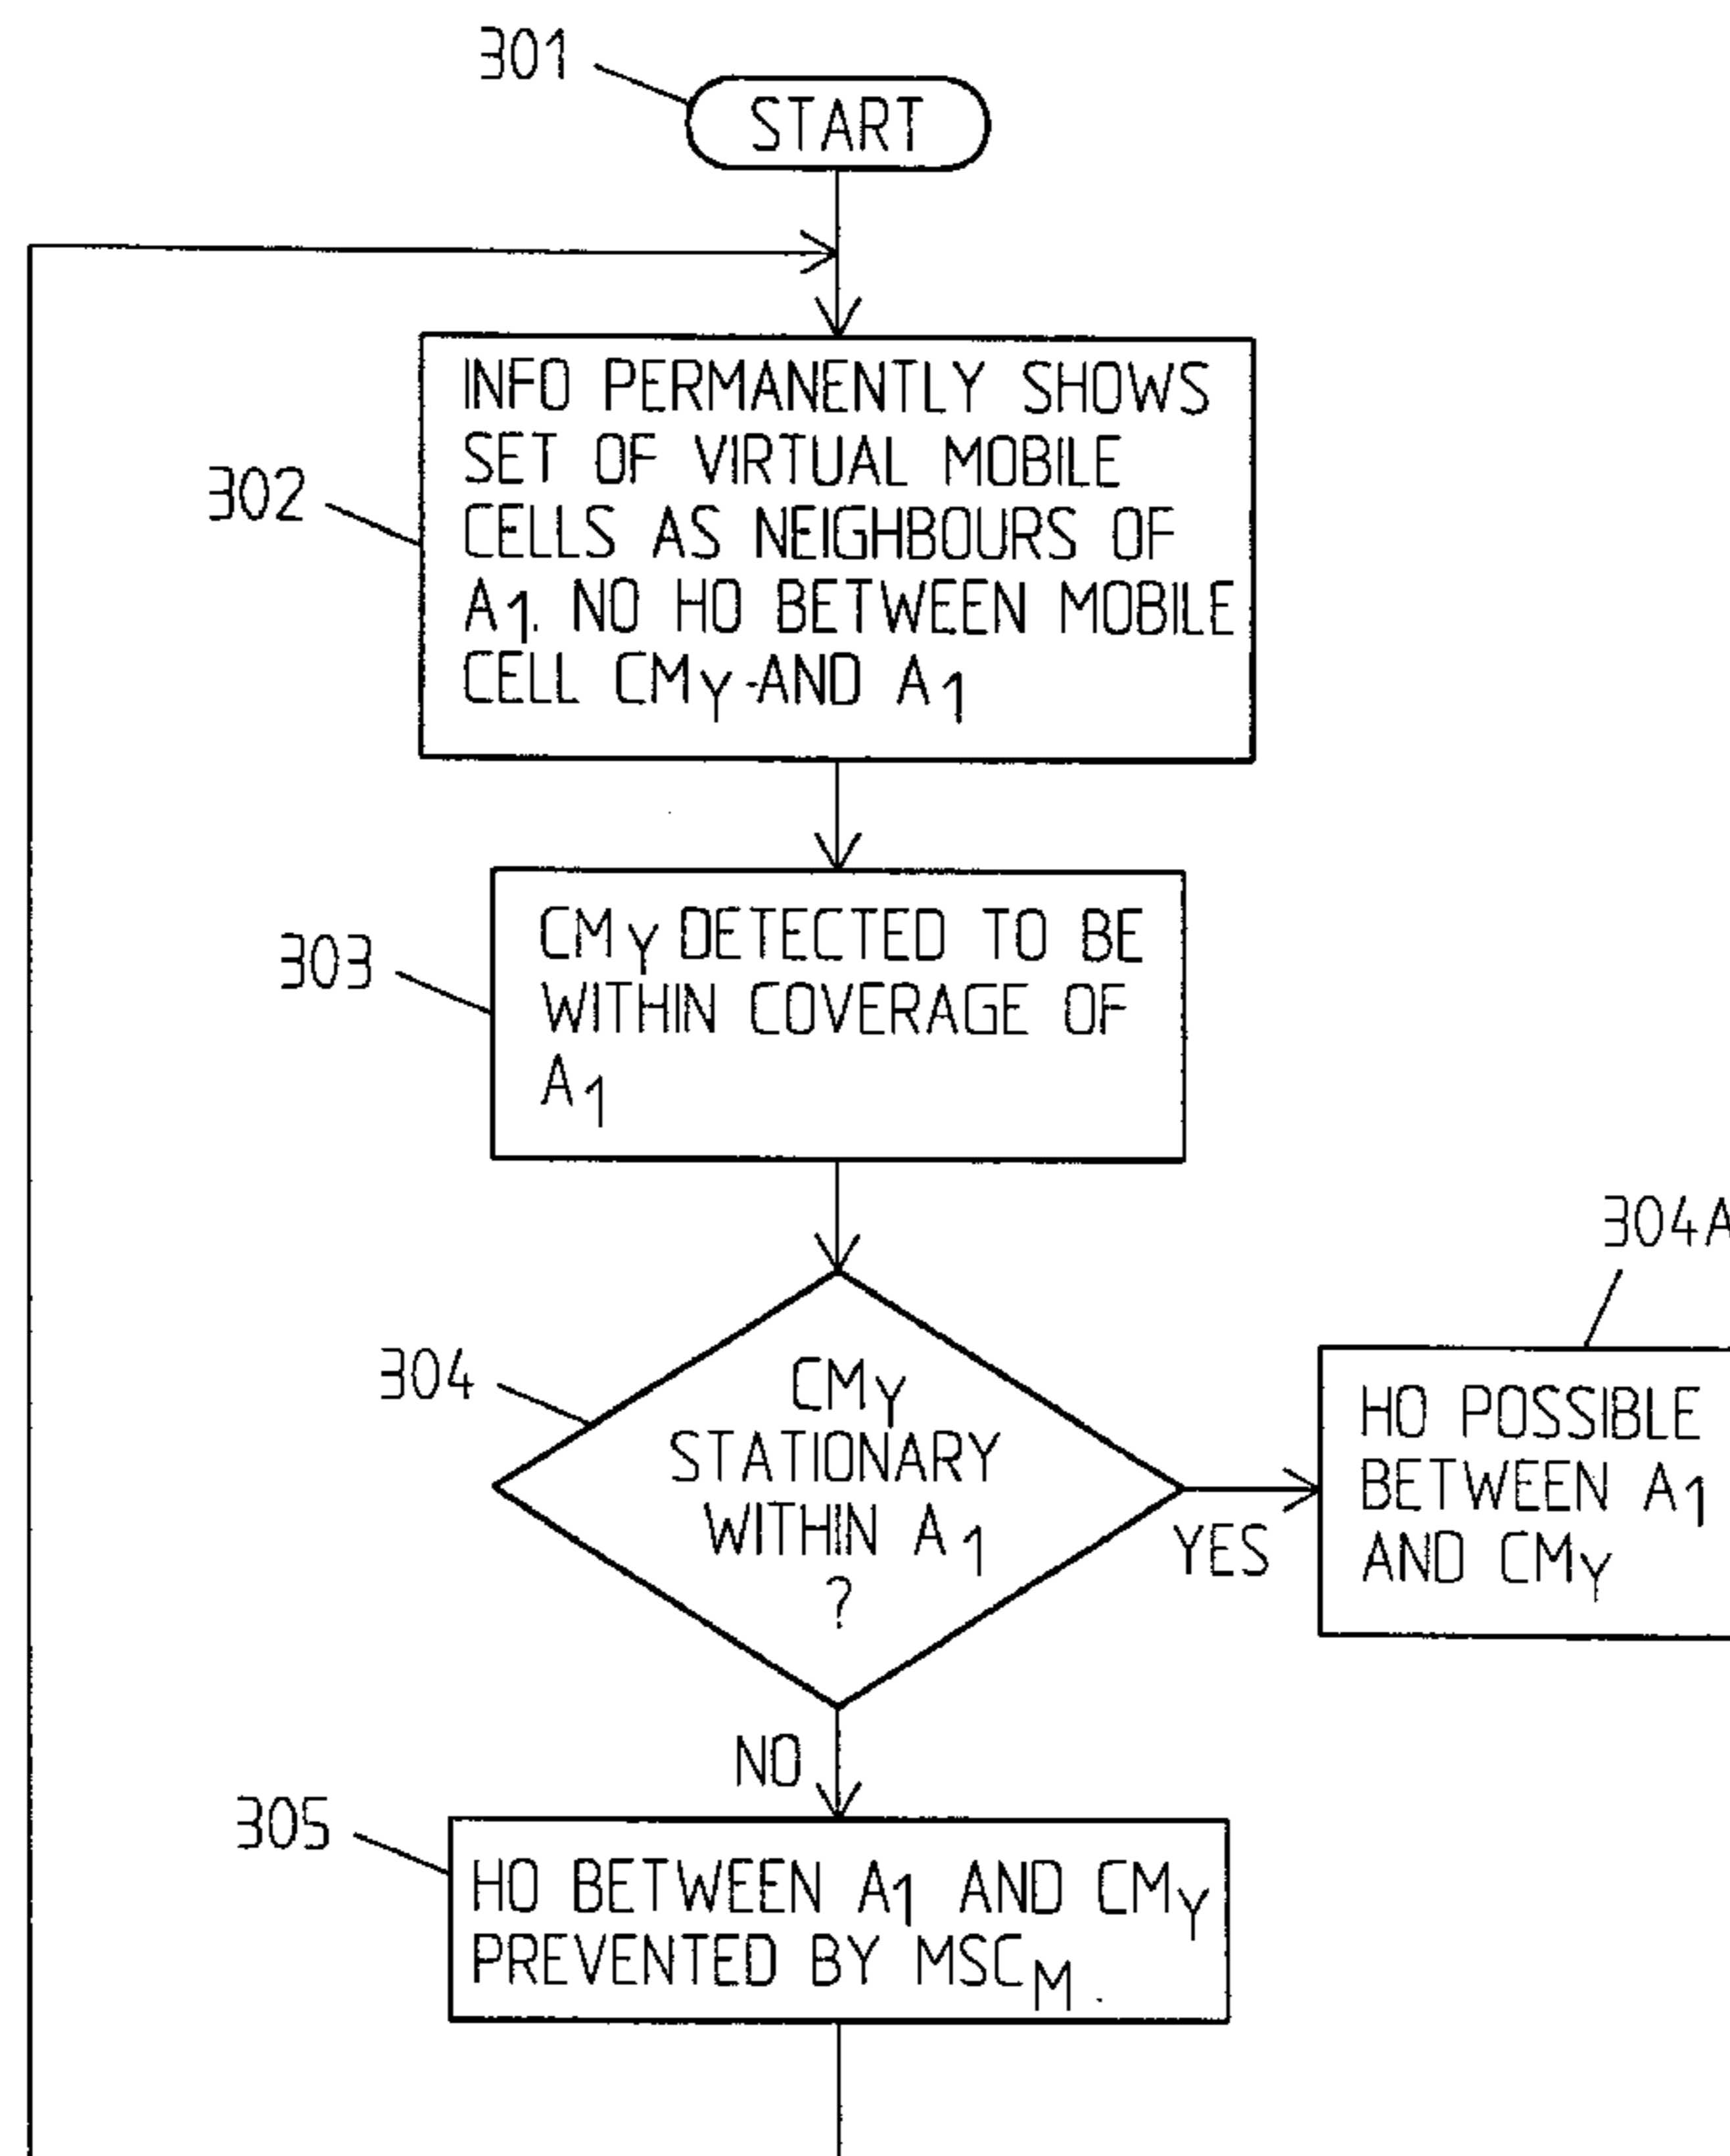 301
START
302
INFO PERMANENTLY SHOWS
SET OF VIRTUAL MOBILE
CELLS AS NEIGHBOURS OF
A1. NO HO BETWEEN MOBILE
CELL CMY AND A1
303
CMY DETECTED TO BE
WITHIN COVERAGE OF
A1
304
CMY
STATIONARY
WITHIN A1
?
YES
304A
HO POSSIBLE
BETWEEN A1
AND CMY
NO
305
HO BETWEEN A1 AND CMY
PREVENTED BY MSCM.